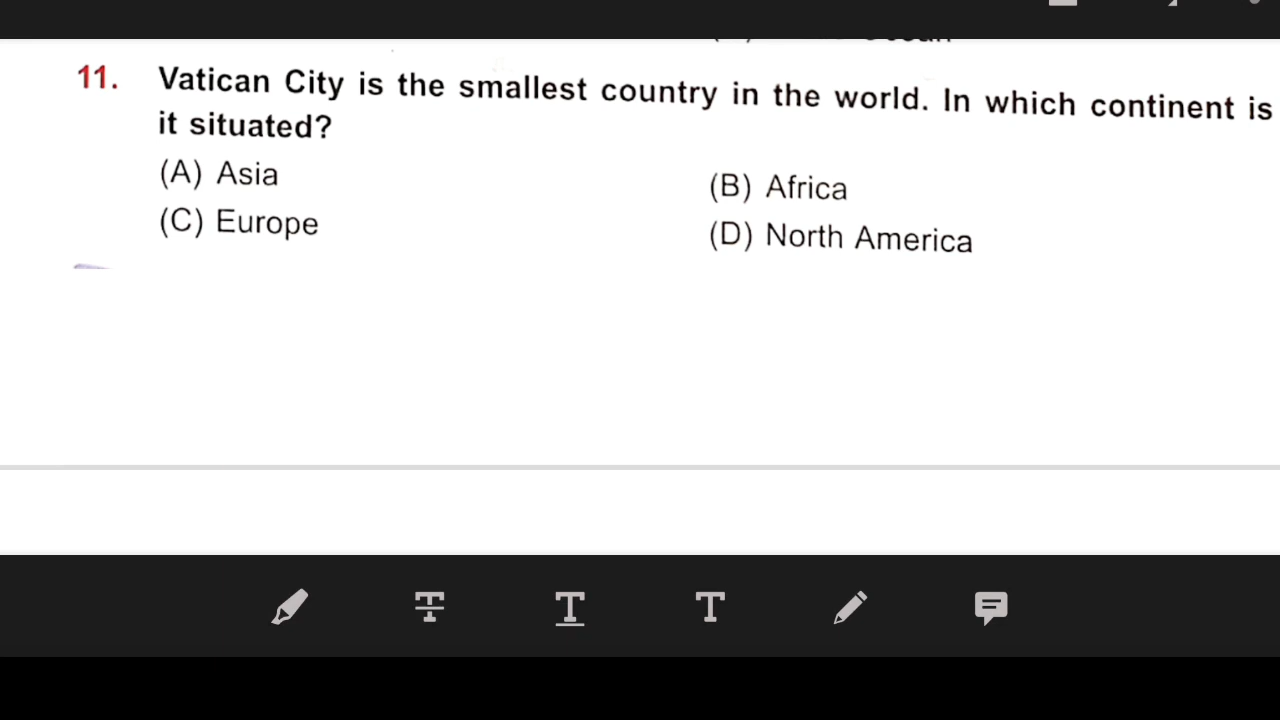 11. Vatican City is the smallest country in the world. In which continent is
it situated?
(A) Asia
(B) Africa
(C) Europe
(D) North America